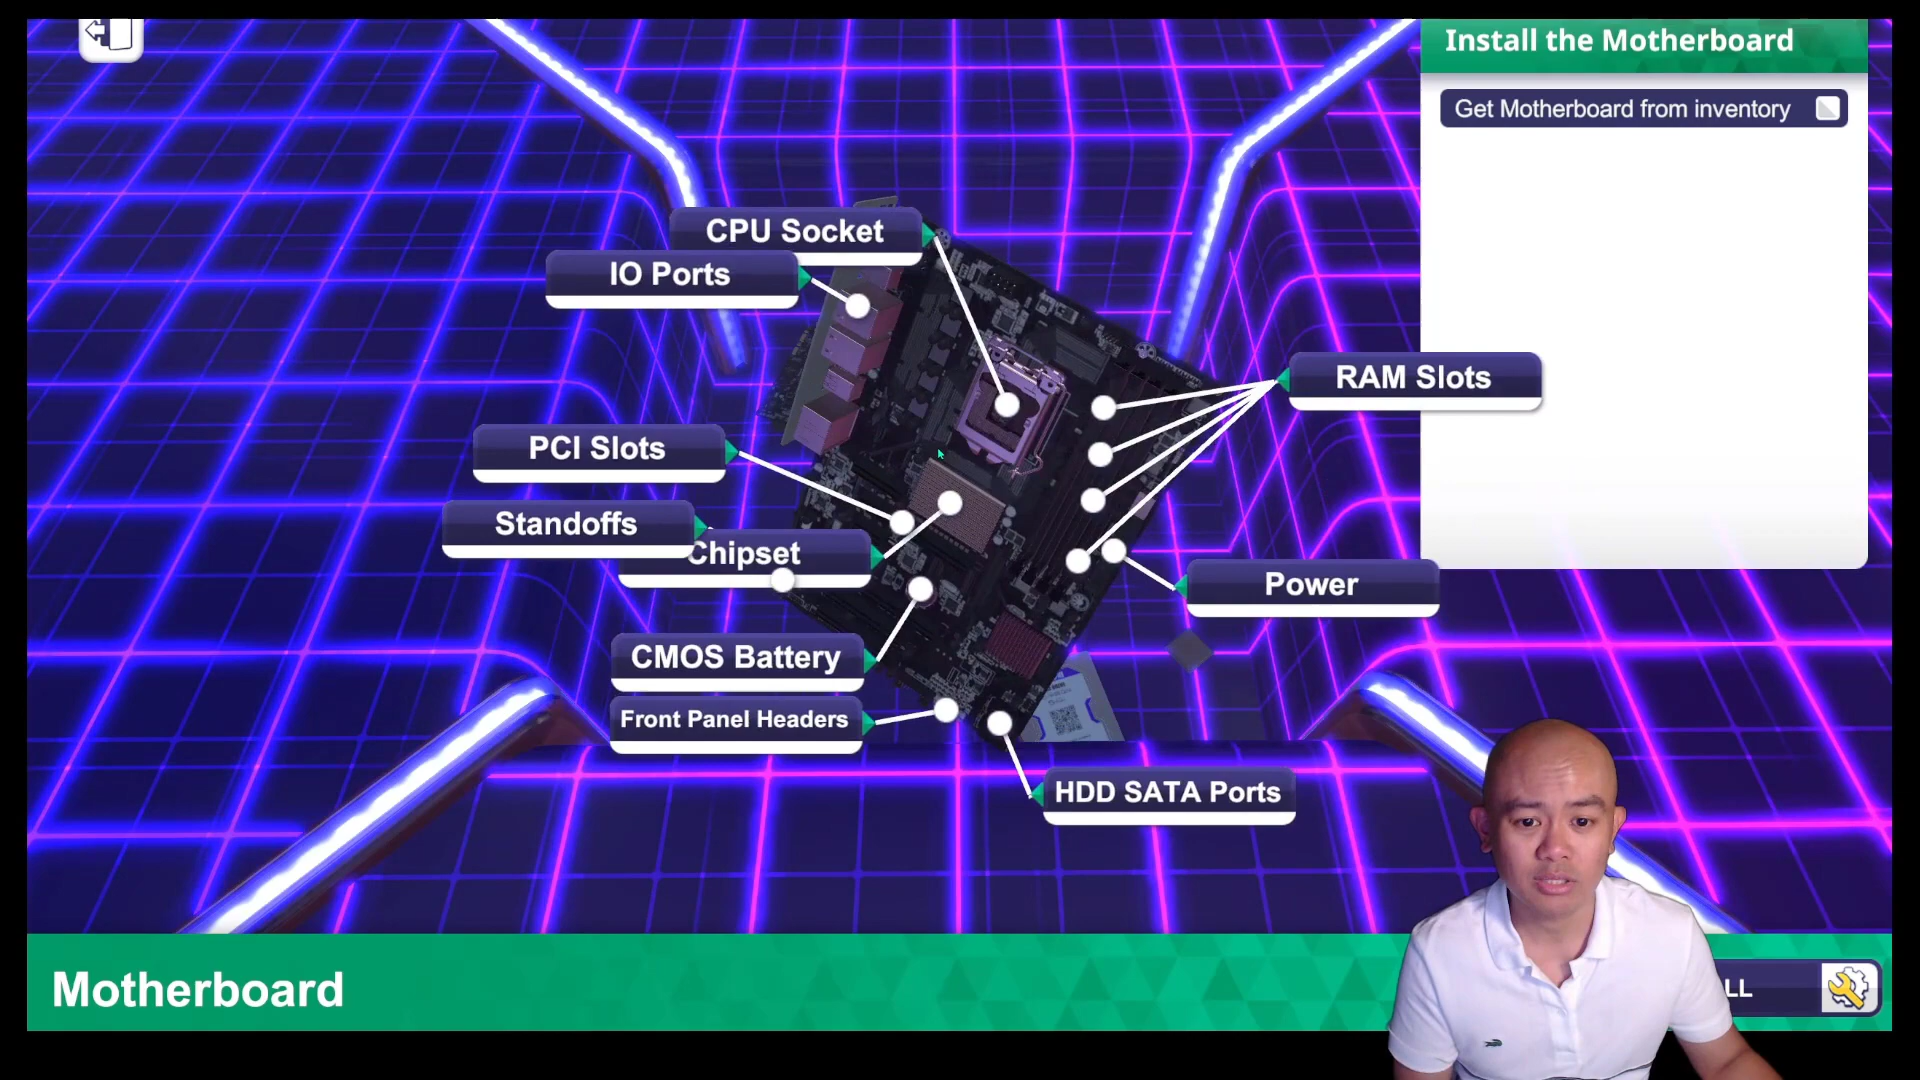 Install the Motherboard
Get Motherboard from inventory
CPU Socket
IO Ports
RAM Slots
PCI Slots
Standoffs
Chipset
Power
CMOS Battery
Front Panel Headers
HDD SATA Ports
Motherboard
LL